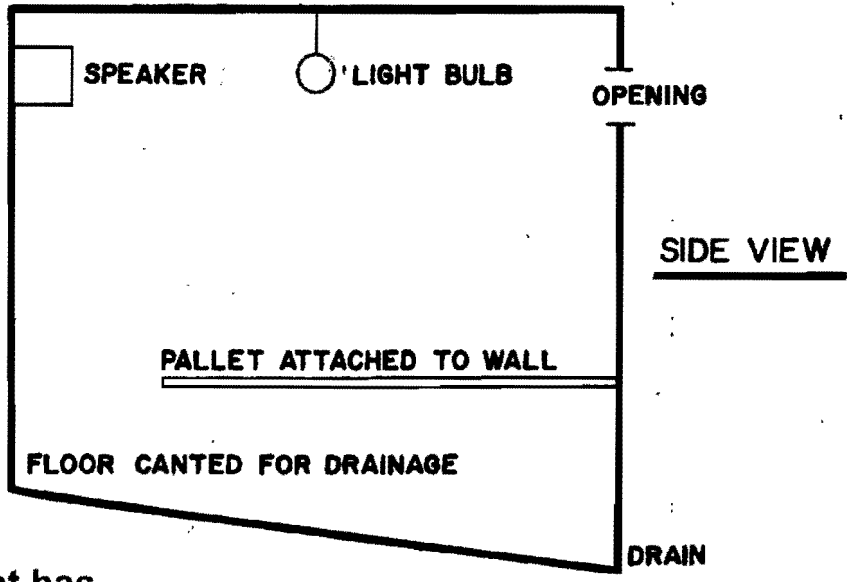 SPEAKER
LIGHT BULB
OPENING
SIDE VIEW
PALLET ATTACHED TO WALL
FLOOR CANTED FOR DRAINAGE
DRAIN